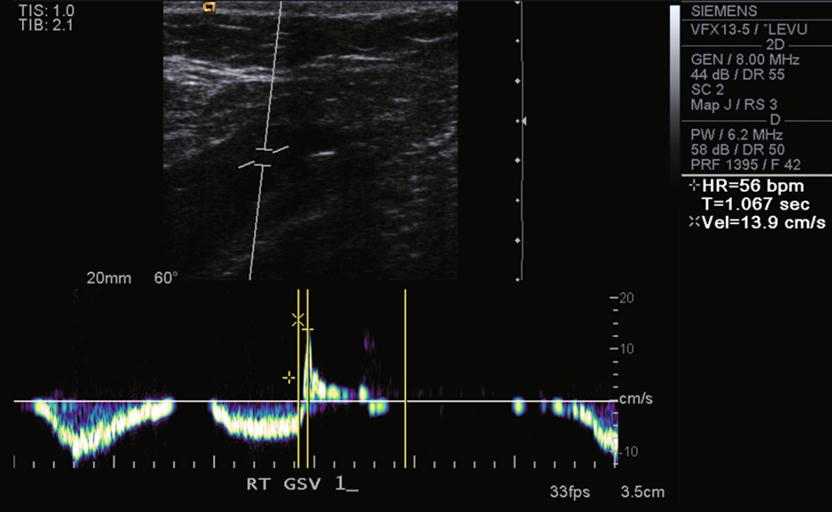 TIS: 1.0
TIB: 2.1
SIEMENS
VFX13-5 / *LEVU
2D
GEN / 8.00 MHz
44 dB / DR 55
SC 2
Map J / RS 3
D
PW / 6.2 MHz
58 dB / DR 50
PRF 1395 / F 42
HR=56 bpm
T=1.067 sec
Vel=13.9 cm/s
20mm 60°
20
10
cm/s
-10
RT GSV 1_
33fps 3.5cm